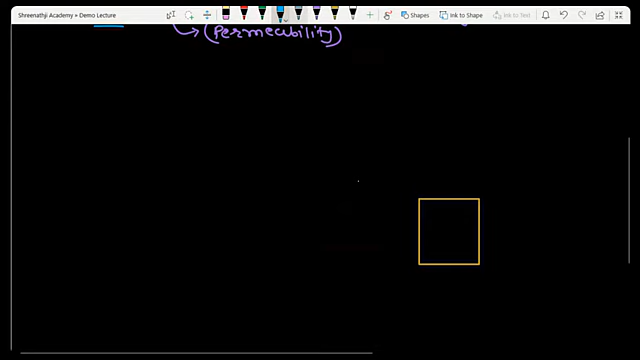 Shreenathji Academy » Demo Lecture
Shapes
Ink to Shape
Ink to Text
(Permeability)